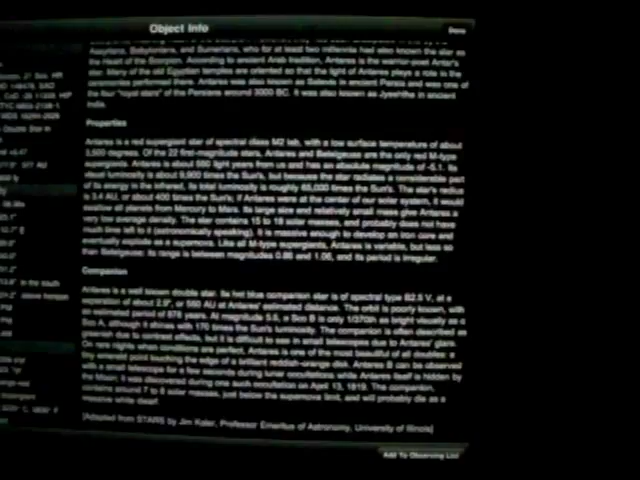 Object Info
Done
Assyrians, Babylonians, and Sumerians, who for at least two millennia had also known the star as
the Heart of the Scorpion. According to ancient Arab tradition, Antares is the warrior-poet Antar's
star. Many of the old Egyptian temples are oriented so that the light of Antares plays a role in the
ceremonies performed there. Antares was also known as Satevis in ancient Persia and was one of
the four "royal stars" of the Persians around 3000 BC. It was also known as Jyeshtha in ancient
India.
Properties
Antares is a red supergiant star of spectral class M2 Iab, with a low surface temperature of about
3,500 degrees. Of the 22 first-magnitude stars, Antares and Betelgeuse are the only red M-type
supergiants. Antares is about 550 light years from us and has an absolute magnitude of -5.1. Its
visual luminosity is about 9,900 times the Sun's, but because the star radiates a considerable part
of its energy in the infrared, its total luminosity is roughly 65,000 times the Sun's. The star's radius
is 3.4 AU, or about 400 times the Sun's; if Antares were at the center of our solar system, it would
swallow all planets from Mercury to Mars. Its large size and relatively small mass give Antares a
very low average density. The star contains 15 to 18 solar masses, and probably does not have
much time left to it (astronomically speaking). It is massive enough to develop an iron core and
eventually explode as a supernova. Like all M-type supergiants, Antares is variable, but less so
than Betelgeuse: its range is between magnitudes 0.88 and 1.06, and its period is irregular.
Companion
Antares is a well known double star. Its hot blue companion star is of spectral type B2.5 V, at a
separation of about 2.9", or 550 AU at Antares' estimated distance. The orbit is poorly known, with
an estimated period of 878 years. At magnitude 5.5, α Sco B is only 1/370th as bright visually as α
Sco A, although it shines with 170 times the Sun's luminosity. The companion is often described as
greenish due to contrast effects, but it is difficult to see in small telescopes due to Antares' glare.
On rare nights when conditions are perfect, Antares is one of the most beautiful of all doubles: a
tiny emerald point touching the edge of a brilliant reddish-orange disk. Antares B can be observed
with a small telescope for a few seconds during lunar occultations while Antares itself is hidden by
the Moon; it was discovered during one such occultation on April 13, 1819. The companion,
contains around 7 to 8 solar masses, just below the supernova limit, and will probably die as a
massive white dwarf.
[Adapted from STARS by Jim Kaler, Professor Emeritus of Astronomy, University of Illinois]
Add To Observing List